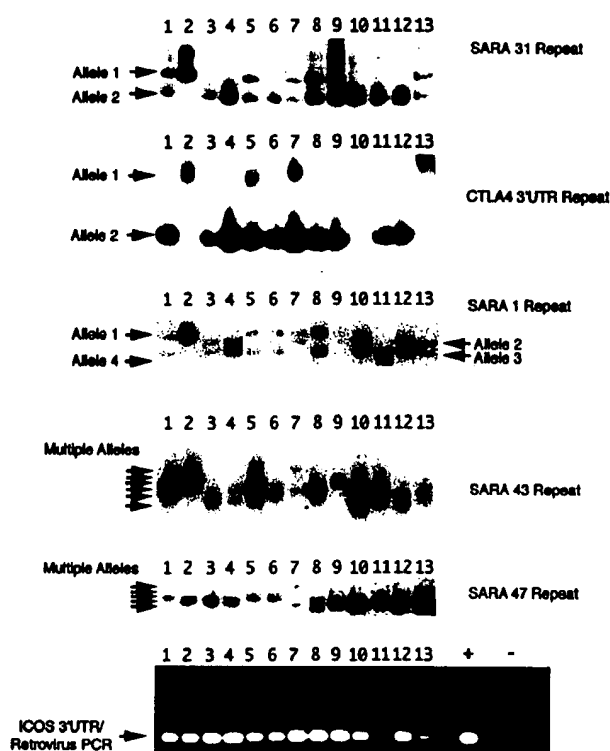 1 2 3 4 5 6 7 8 9 10 11 12 13
SARA 31 Repeat
Allele 1
Allele 2
1 2 3 4 5 6 7 8 9 10 11 12 13
Allele 1
CTLA4 3'UTR Repeat
Allele 2
1 2 3 4 5 6 7 8 9 10 11 12 13
SARA 1 Repeat
Allele 1
Allele 2
Allele 4
Allele 3
1 2 3 4 5 6 7 8 9 10 11 12 13
Multiple Alleles
SARA 43 Repeat
Multiple Alleles
1 2 3 4 5 6 7 8 9 10 11 12 13
SARA 47 Repeat
1 2 3 4 5 6 7 8 9 10 11 12 13 + -
ICOS 3'UTR/
Retrovirus PCR